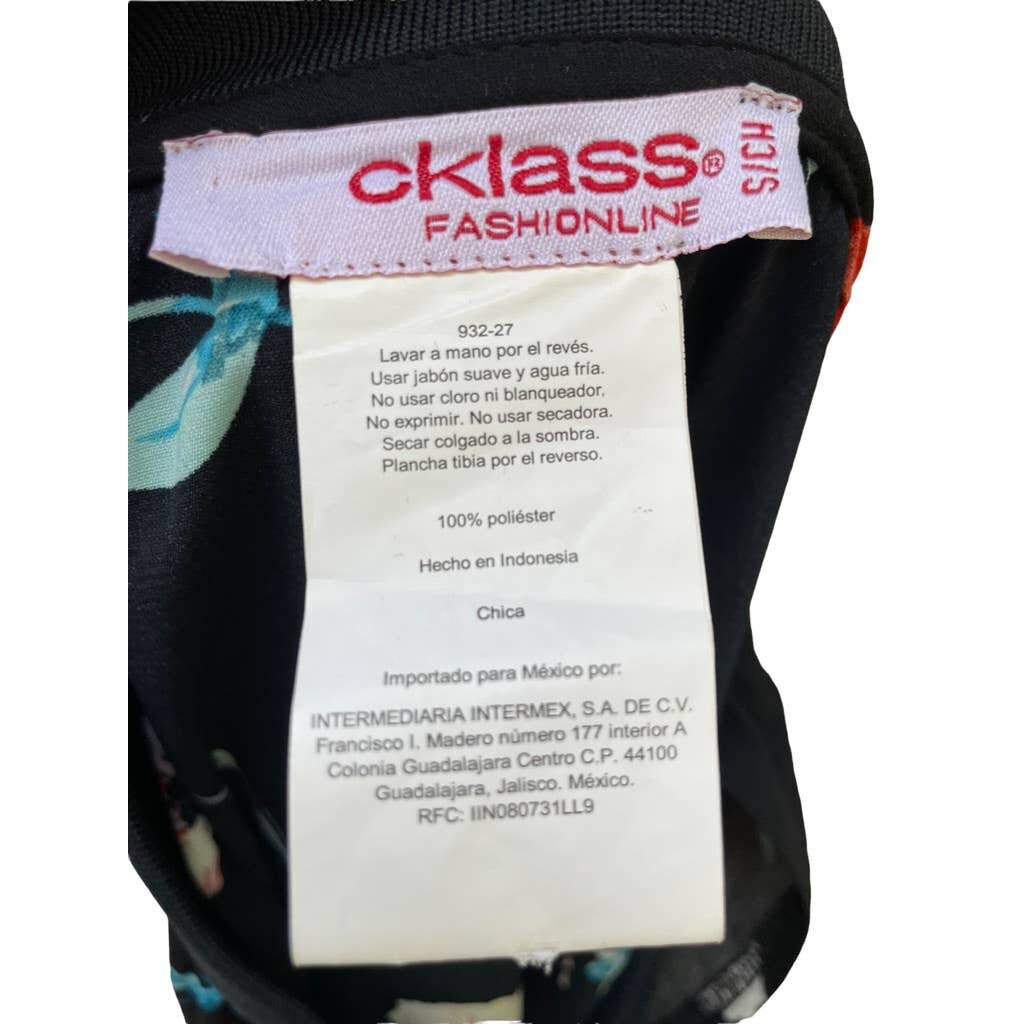 cklass®
FASHIONLINE
S/CH
932-27
Lavar a mano por el revés.
Usar jabón suave y agua fría.
No usar cloro ni blanqueador.
No exprimir. No usar secadora.
Secar colgado a la sombra.
Plancha tibia por el reverso.
100% poliéster
Hecho en Indonesia
Chica
Importado para México por:
INTERMEDIARIA INTERMEX, S.A. DE C.V.
Francisco I. Madero número 177 interior A
Colonia Guadalajara Centro C.P. 44100
Guadalajara, Jalisco. México.
RFC: IIN080731LL9